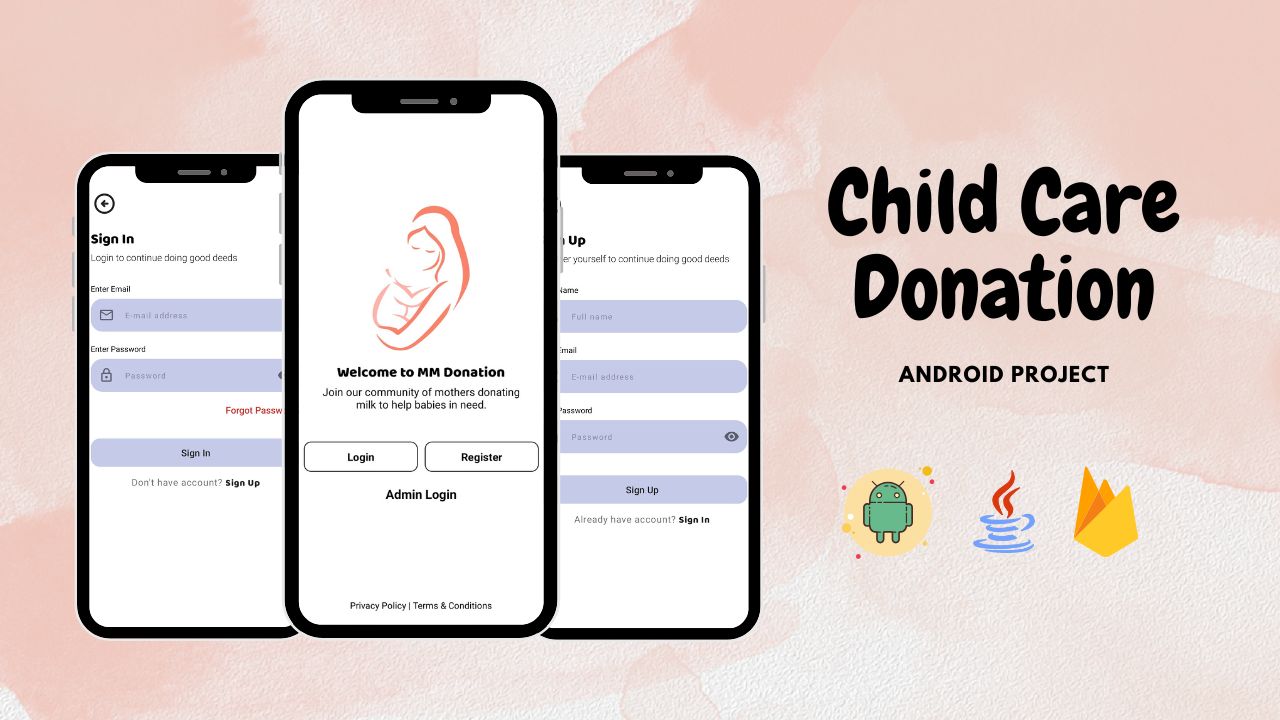 Sign In
Login to continue doing good deeds
Enter Email
E-mail address
Enter Password
Password
Forgot
Sign In
Don't have account? Sign Up
Welcome to MM Donation
Join our community of mothers donating
milk to help babies in need.
Login
Register
Admin Login
Privacy Policy | Terms & Conditions
Up
yourself to continue doing good deeds
Name
Full name
Email
E-mail address
Password
Password
Sign Up
Already have account? Sign In
Child Care
Donation
ANDROID PROJECT